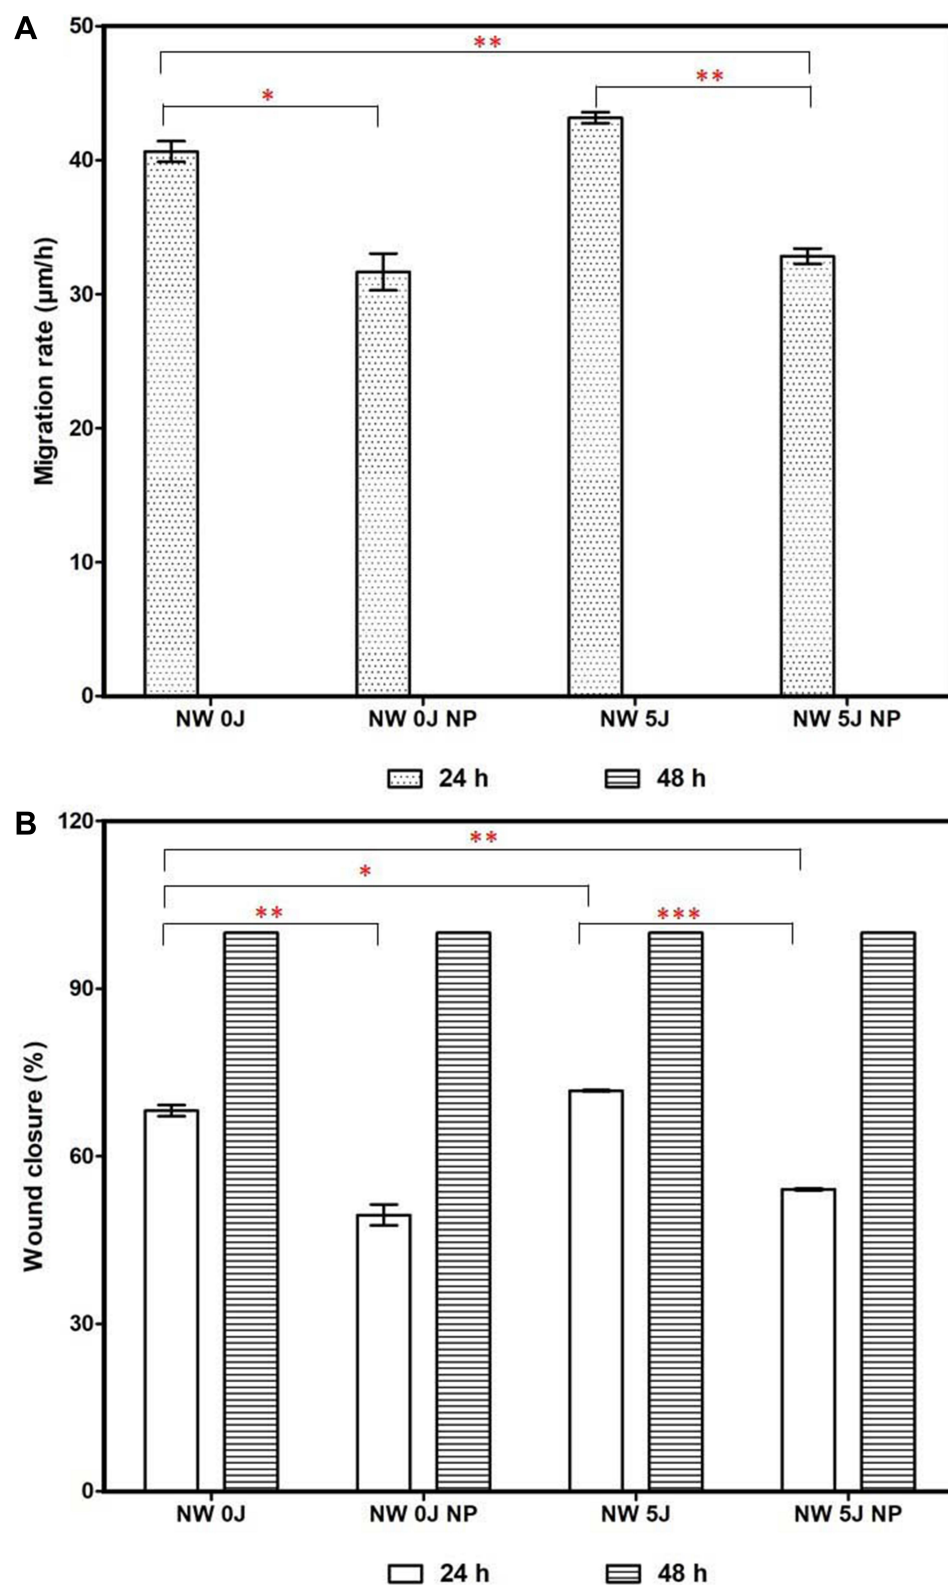 A
50
**
**
*
40
30
20
10
0
Migration rate (µm/h)
NW 0J NW 0J NP NW 5J NW 5J NP
24 h 48 h
B
120
**
*
** ***
90
60
30
0
Wound closure (%)
NW 0J NW 0J NP NW 5J NW 5J NP
24 h 48 h